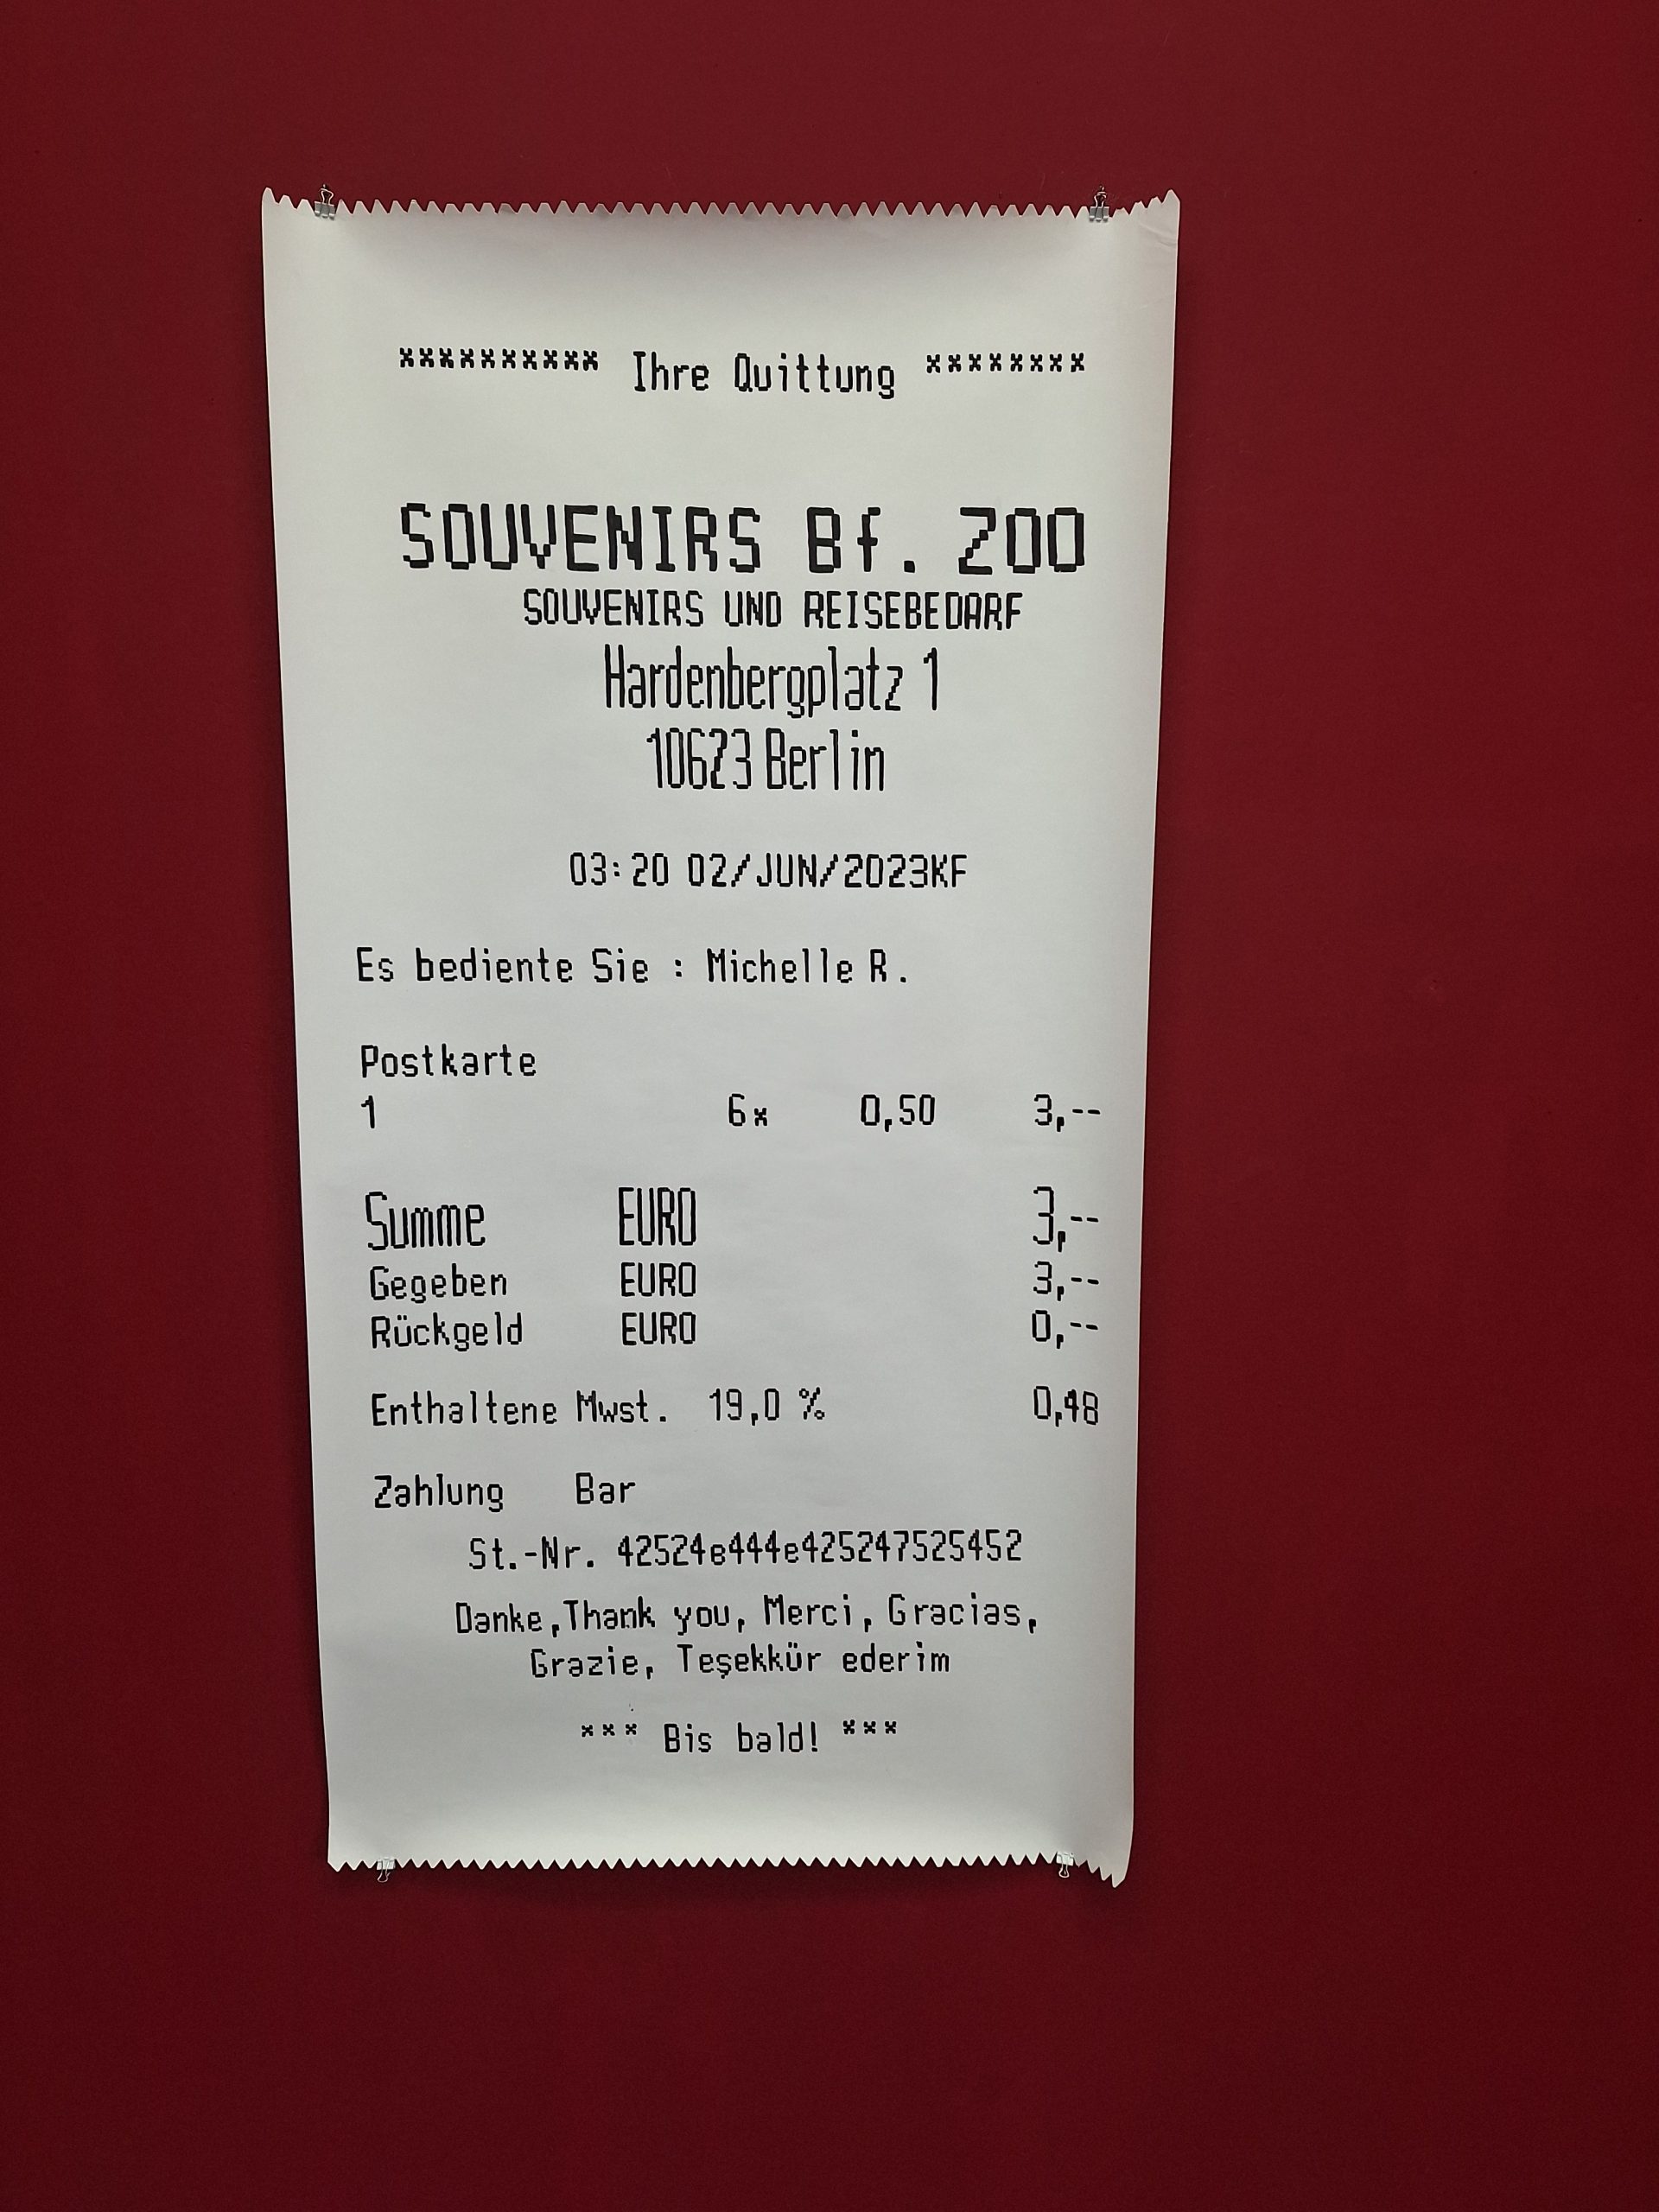 ********** Ihre Quittung ********
SOUVENIRS Bf. ZOO
SOUVENIRS UND REISEBEDARF
Hardenbergplatz 1
10623 Berlin
03:20 02/JUN/2023KF
Es bediente Sie : Michelle R.
Postkarte
1 6x 0,50 3,--
Summe EURO 3,--
Gegeben EURO 3,--
Rückgeld EURO 0,--
Enthaltene Mwst. 19,0 % 0,48
Zahlung Bar
St.-Nr. 42524e444e425247525452
Danke,Thank you, Merci, Gracias,
Grazie, Teşekkür ederim
*** Bis bald! ***